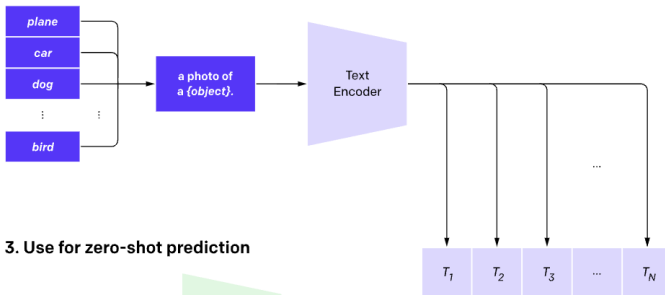 plane
car
dog
⋮
⋮
bird
a photo of
a {object}.
Text
Encoder
...
3. Use for zero-shot prediction
T1 T2 T3 ... TN